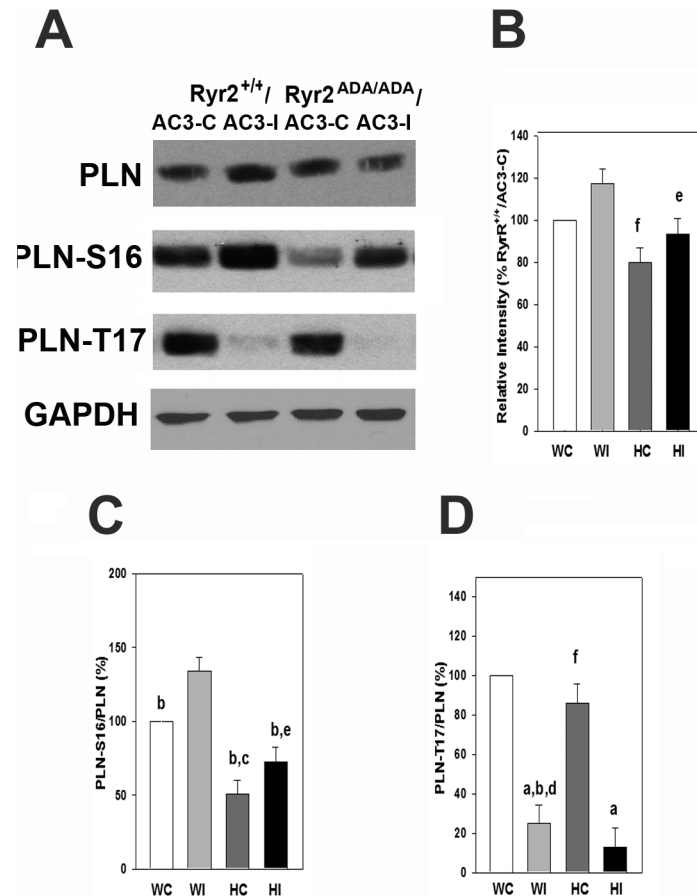 A
Ryr2+/+/ Ryr2ADA/ADA/
AC3-C AC3-I AC3-C AC3-I
PLN
PLN-S16
PLN-T17
GAPDH
B
Relative Intensity (% RyrR+/+/AC3-C)
140
120
100
80
60
40
20
0
f
e
WC WI HC HI
C
PLN-S16/PLN (%)
200
150
100
50
0
b
b,c
b,e
WC WI HC HI
D
PLN-T17/PLN (%)
140
120
100
80
60
40
20
0
a,b,d
f
a
WC WI HC HI